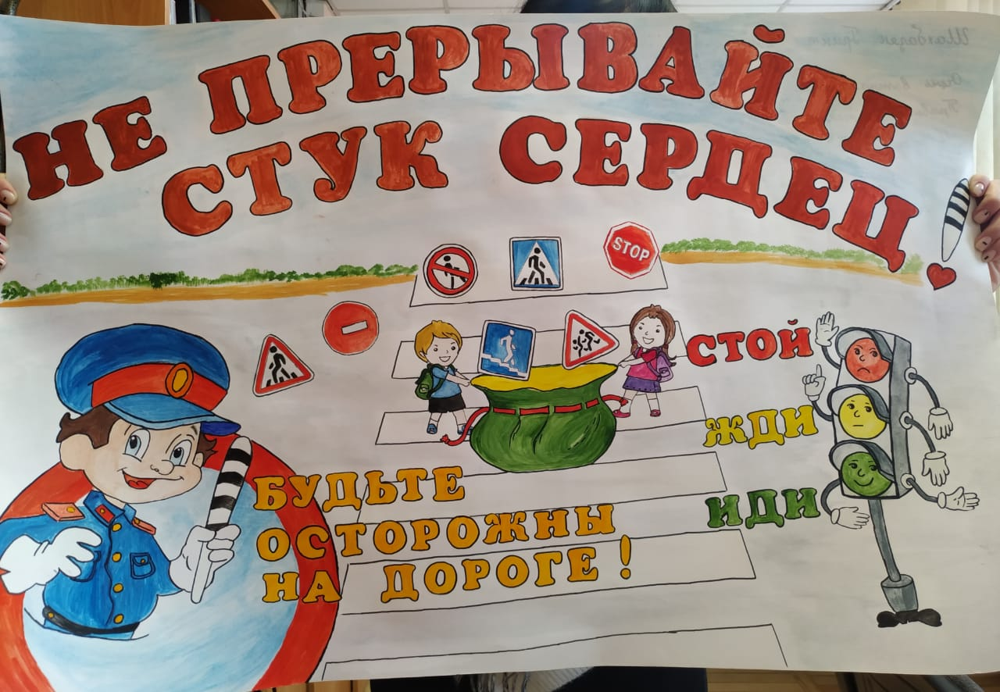 НЕ ПРЕРЫВАЙТЕ
СТУК СЕРДЕЦ!
STOP
СТОЙ
ЖДИ
ИДИ
БУДЬТЕ
ОСТОРОЖНЫ
НА ДОРОГЕ!